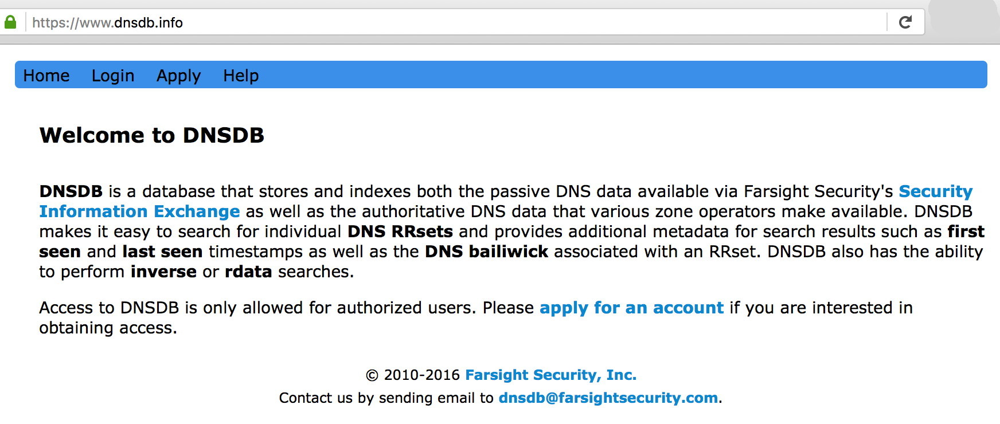 https://www.dnsdb.info
Home Login Apply Help
Welcome to DNSDB
DNSDB is a database that stores and indexes both the passive DNS data available via Farsight Security's Security
Information Exchange as well as the authoritative DNS data that various zone operators make available. DNSDB
makes it easy to search for individual DNS RRsets and provides additional metadata for search results such as first
seen and last seen timestamps as well as the DNS bailiwick associated with an RRset. DNSDB also has the ability
to perform inverse or rdata searches.
Access to DNSDB is only allowed for authorized users. Please apply for an account if you are interested in
obtaining access.
© 2010-2016 Farsight Security, Inc.
Contact us by sending email to dnsdb@farsightsecurity.com.